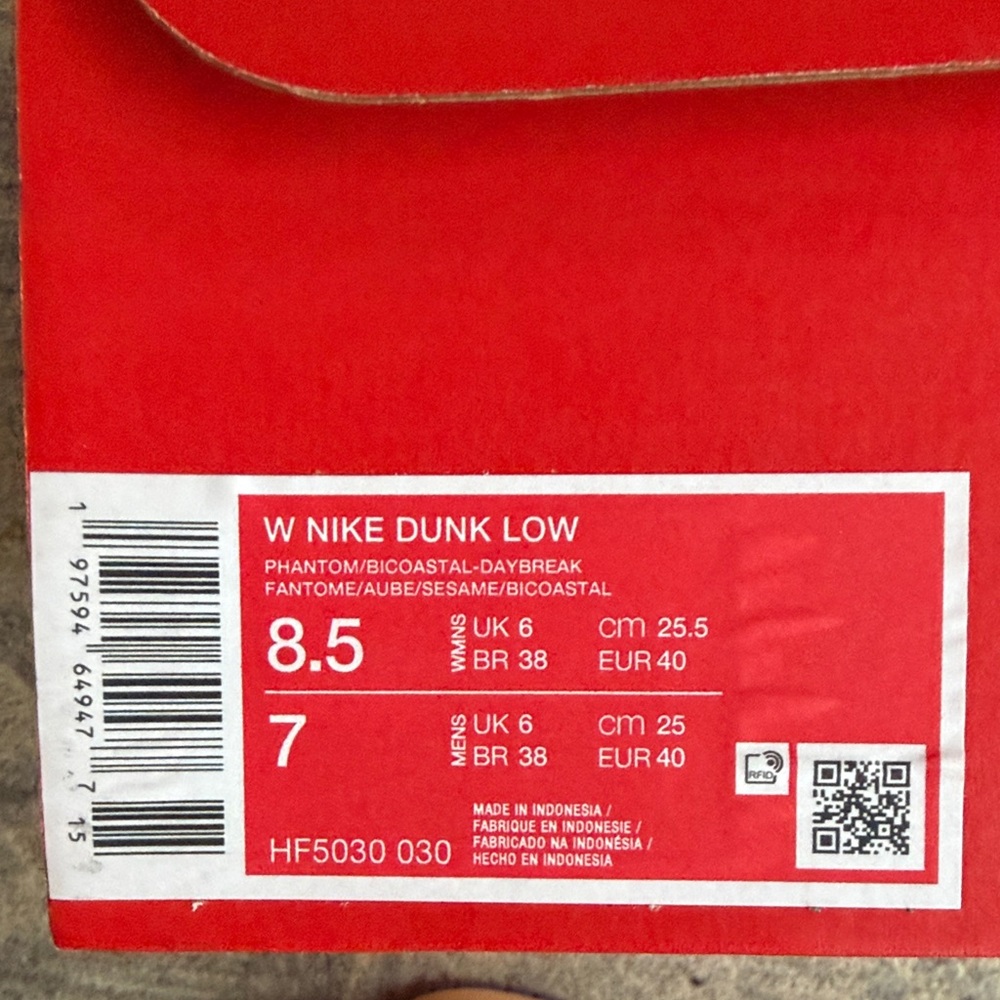 W NIKE DUNK LOW
PHANTOM/BICOASTAL-DAYBREAK
FANTOME/AUBE/SESAME/BICOASTAL
8.5 WMNS UK 6 cm 25.5
BR 38 EUR 40
7 MENS UK 6 cm 25
BR 38 EUR 40
MADE IN INDONESIA /
FABRIQUE EN INDONESIE /
FABRICADO NA INDONÉSIA /
HECHO EN INDONESIA
HF5030 030
RFID
1 97594 64947 7 15